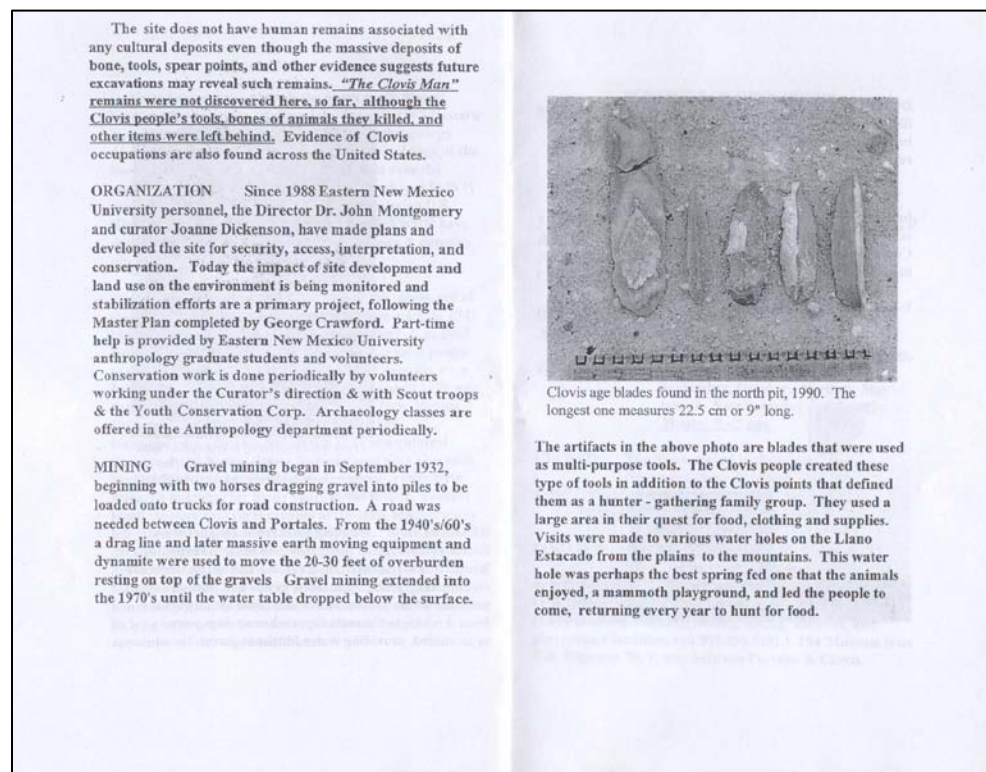 The site does not have human remains associated with
any cultural deposits even though the massive deposits of
bone, tools, spear points, and other evidence suggests future
excavations may reveal such remains. "The Clovis Man"
remains were not discovered here, so far, although the
Clovis people's tools, bones of animals they killed, and
other items were left behind. Evidence of Clovis
occupations are also found across the United States.
ORGANIZATION Since 1988 Eastern New Mexico
University personnel, the Director Dr. John Montgomery
and curator Joanne Dickenson, have made plans and
developed the site for security, access, interpretation, and
conservation. Today the impact of site development and
land use on the environment is being monitored and
stabilization efforts are a primary project, following the
Master Plan completed by George Crawford. Part-time
help is provided by Eastern New Mexico University
anthropology graduate students and volunteers.
Conservation work is done periodically by volunteers
working under the Curator's direction & with Scout troops
& the Youth Conservation Corp. Archaeology classes are
offered in the Anthropology department periodically.
MINING Gravel mining began in September 1932,
beginning with two horses dragging gravel into piles to be
loaded onto trucks for road construction. A road was
needed between Clovis and Portales. From the 1940's/60's
a drag line and later massive earth moving equipment and
dynamite were used to move the 20-30 feet of overburden
resting on top of the gravels Gravel mining extended into
the 1970's until the water table dropped below the surface.
Clovis age blades found in the north pit, 1990. The
longest one measures 22.5 cm or 9" long.
The artifacts in the above photo are blades that were used
as multi-purpose tools. The Clovis people created these
type of tools in addition to the Clovis points that defined
them as a hunter - gathering family group. They used a
large area in their quest for food, clothing and supplies.
Visits were made to various water holes on the Llano
Estacado from the plains to the mountains. This water
hole was perhaps the best spring fed one that the animals
enjoyed, a mammoth playground, and led the people to
come, returning every year to hunt for food.